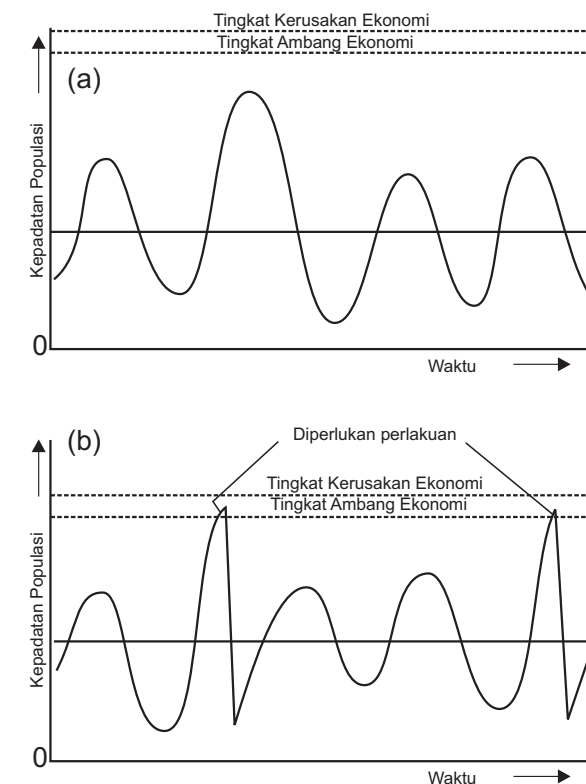 Tingkat Kerusakan Ekonomi
Tingkat Ambang Ekonomi
(a)
Kepadatan Populasi
0
Waktu
(b)
Diperlukan perlakuan
Tingkat Kerusakan Ekonomi
Tingkat Ambang Ekonomi
Kepadatan Populasi
0
Waktu